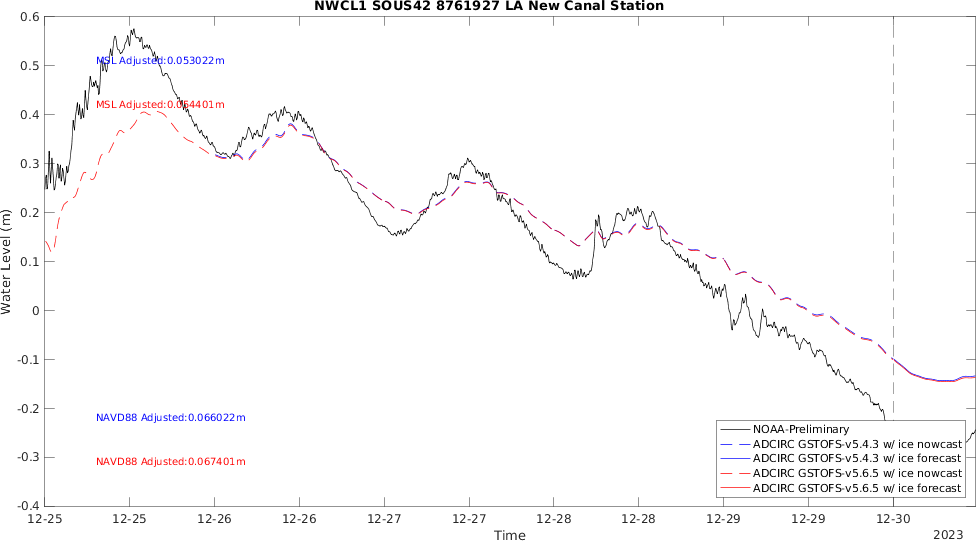 NWCL1 SOUS42 8761927 LA New Canal Station
0.6
0.5
0.4
0.3
0.2
0.1
0
-0.1
-0.2
-0.3
-0.4
Water Level (m)
MSL Adjusted:0.053022m
MSL Adjusted:0.054401m
NAVD88 Adjusted:0.066022m
NAVD88 Adjusted:0.067401m
NOAA-Preliminary
ADCIRC GSTOFS-v5.4.3 w/ ice nowcast
ADCIRC GSTOFS-v5.4.3 w/ ice forecast
ADCIRC GSTOFS-v5.6.5 w/ ice nowcast
ADCIRC GSTOFS-v5.6.5 w/ ice forecast
12-25 12-25 12-26 12-26 12-27 12-27 12-28 12-28 12-29 12-29 12-30
Time
2023